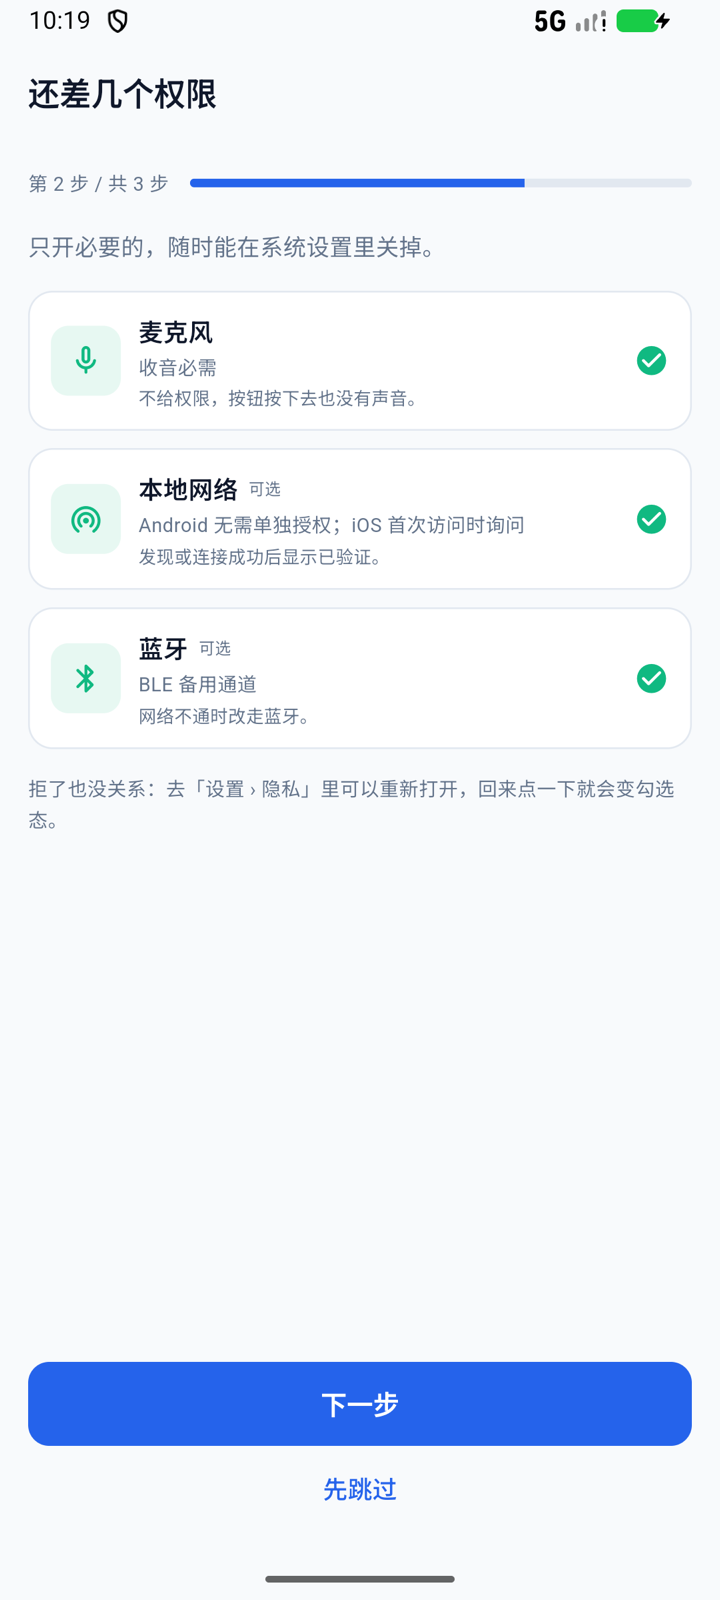 10:19
5G
还差几个权限
第 2 步 / 共 3 步
只开必要的，随时能在系统设置里关掉。
麦克风
收音必需
不给权限，按钮按下去也没有声音。
本地网络 可选
Android 无需单独授权；iOS 首次访问时询问
发现或连接成功后显示已验证。
蓝牙 可选
BLE 备用通道
网络不通时改走蓝牙。
拒了也没关系：去「设置 › 隐私」里可以重新打开，回来点一下就会变勾选
态。
下一步
先跳过